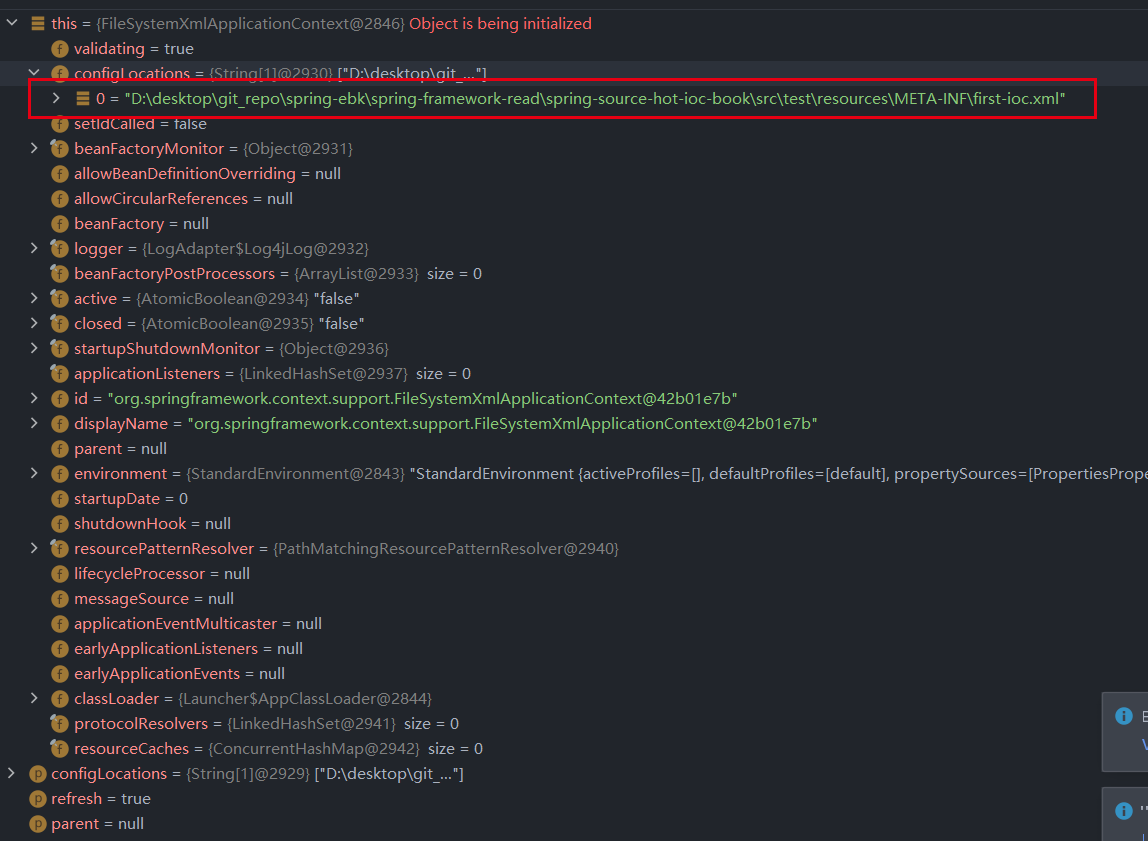 this = {FileSystemXmlApplicationContext@2846} Object is being initialized
f validating = true
f configLocations = {String[1]@2930} ["D:\desktop\git_..."]
0 = "D:\desktop\git_repo\spring-ebk\spring-framework-read\spring-source-hot-ioc-book\src\test\resources\META-INF\first-ioc.xml"
f setIdCalled = false
f beanFactoryMonitor = {Object@2931}
f allowBeanDefinitionOverriding = null
f allowCircularReferences = null
f beanFactory = null
f logger = {LogAdapter$Log4jLog@2932}
f beanFactoryPostProcessors = {ArrayList@2933} size = 0
f active = {AtomicBoolean@2934} "false"
f closed = {AtomicBoolean@2935} "false"
f startupShutdownMonitor = {Object@2936}
f applicationListeners = {LinkedHashSet@2937} size = 0
f id = "org.springframework.context.support.FileSystemXmlApplicationContext@42b01e7b"
f displayName = "org.springframework.context.support.FileSystemXmlApplicationContext@42b01e7b"
f parent = null
f environment = {StandardEnvironment@2843} "StandardEnvironment {activeProfiles=[], defaultProfiles=[default], propertySources=[PropertiesPrope
f startupDate = 0
f shutdownHook = null
f resourcePatternResolver = {PathMatchingResourcePatternResolver@2940}
f lifecycleProcessor = null
f messageSource = null
f applicationEventMulticaster = null
f earlyApplicationListeners = null
f earlyApplicationEvents = null
f classLoader = {Launcher$AppClassLoader@2844}
f protocolResolvers = {LinkedHashSet@2941} size = 0
f resourceCaches = {ConcurrentHashMap@2942} size = 0
p configLocations = {String[1]@2929} ["D:\desktop\git_..."]
p refresh = true
p parent = null